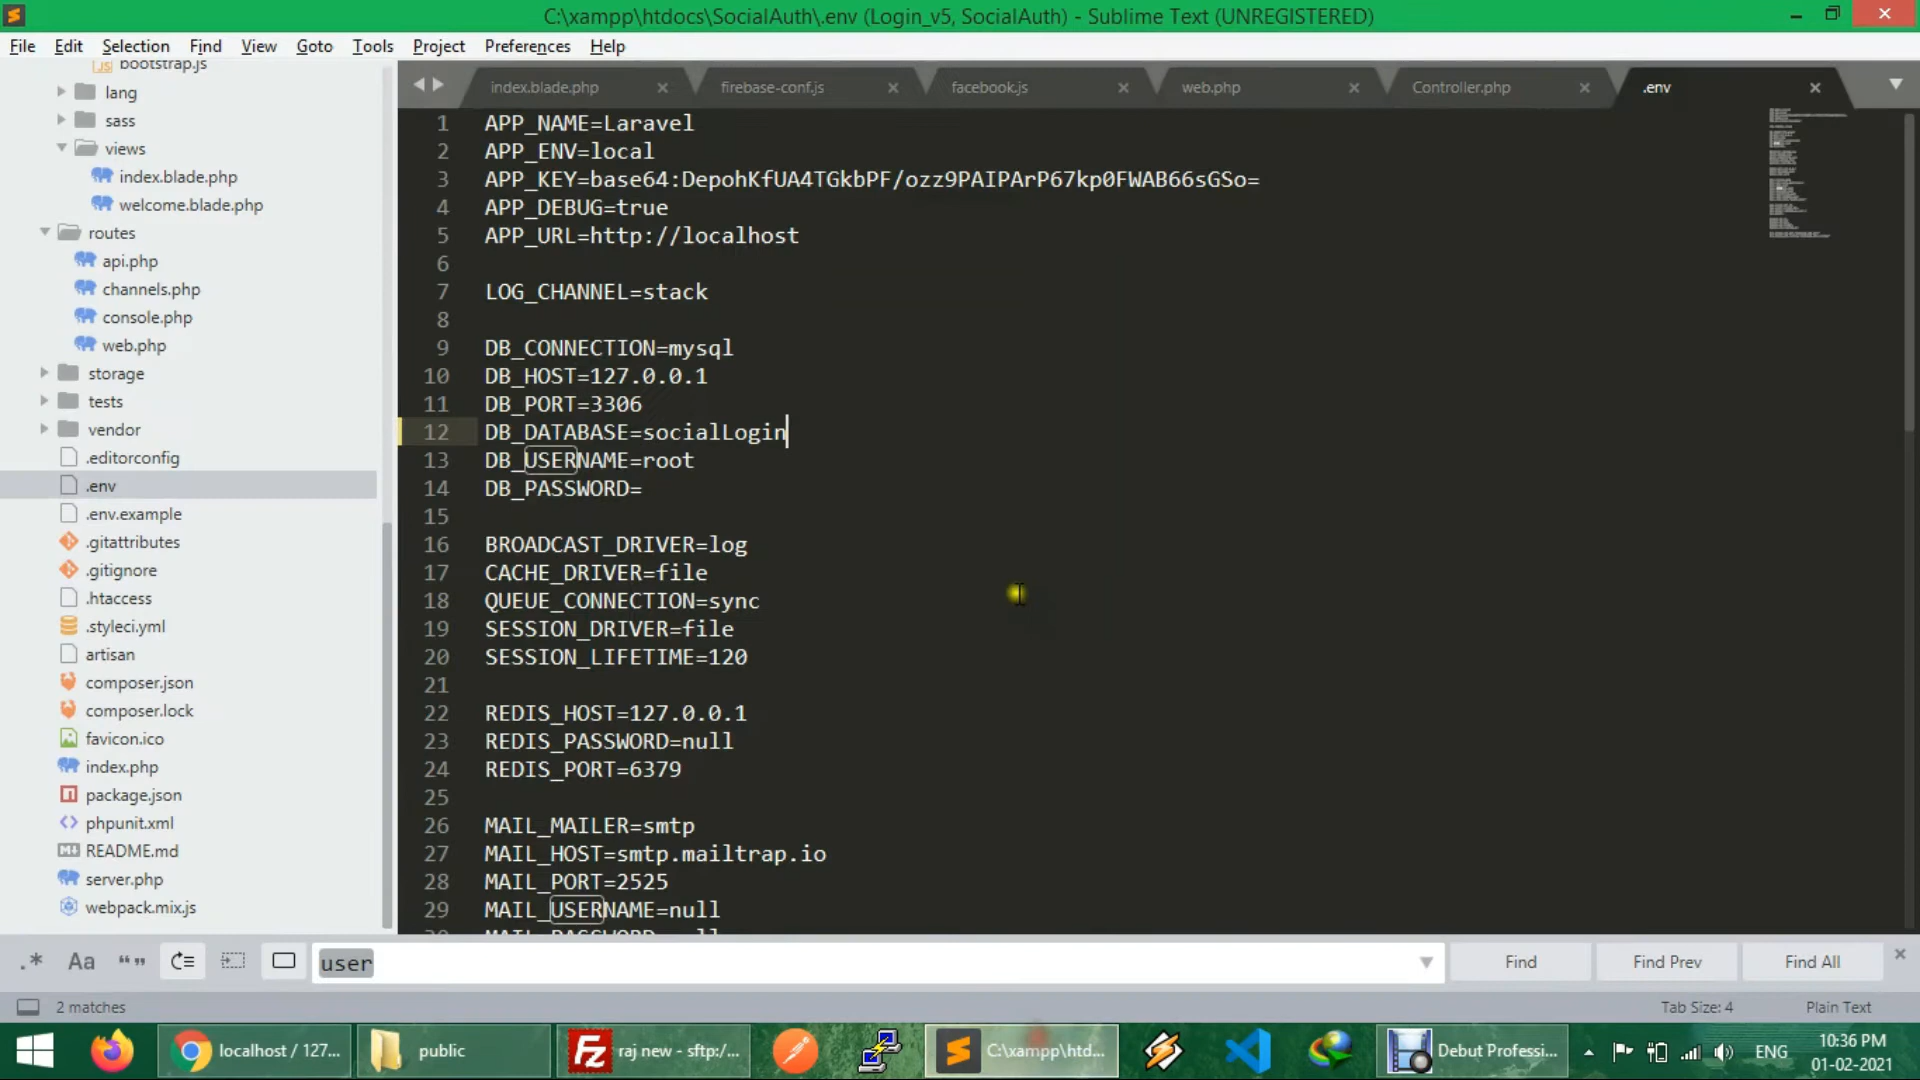 C:\xampp\htdocs\SocialAuth\.env (Login_v5, SocialAuth) - Sublime Text (UNREGISTERED)
File Edit Selection Find View Goto Tools Project Preferences Help
bootstrap.js
lang
sass
views
index.blade.php
welcome.blade.php
routes
api.php
channels.php
console.php
web.php
storage
tests
vendor
.editorconfig
.env
.env.example
.gitattributes
.gitignore
.htaccess
.styleci.yml
artisan
composer.json
composer.lock
favicon.ico
index.php
package.json
phpunit.xml
README.md
server.php
webpack.mix.js
index.blade.php firebase-conf.js facebook.js web.php Controller.php .env
1 APP_NAME=Laravel
2 APP_ENV=local
3 APP_KEY=base64:DepohKfUA4TGkbPF/ozz9PAIPArP67kp0FWAB66sGSo=
4 APP_DEBUG=true
5 APP_URL=http://localhost
6
7 LOG_CHANNEL=stack
8
9 DB_CONNECTION=mysql
10 DB_HOST=127.0.0.1
11 DB_PORT=3306
12 DB_DATABASE=socialLogin
13 DB_USERNAME=root
14 DB_PASSWORD=
15
16 BROADCAST_DRIVER=log
17 CACHE_DRIVER=file
18 QUEUE_CONNECTION=sync
19 SESSION_DRIVER=file
20 SESSION_LIFETIME=120
21
22 REDIS_HOST=127.0.0.1
23 REDIS_PASSWORD=null
24 REDIS_PORT=6379
25
26 MAIL_MAILER=smtp
27 MAIL_HOST=smtp.mailtrap.io
28 MAIL_PORT=2525
29 MAIL_USERNAME=null
30 MAIL_PASSWORD=null
.* Aa “” user Find Find Prev Find All
2 matches Tab Size: 4 Plain Text
localhost / 127... public raj new - sftp:/... C:\xampp\htd... Debut Professi... ENG 10:36 PM
01-02-2021